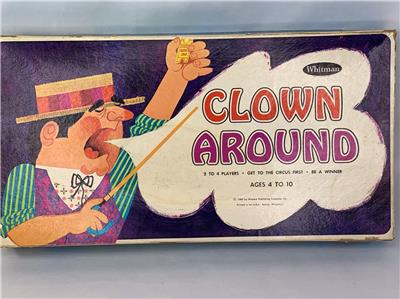 Whitman
CLOWN
AROUND
2 TO 4 PLAYERS • GET TO THE CIRCUS FIRST • BE A WINNER
AGES 4 TO 10